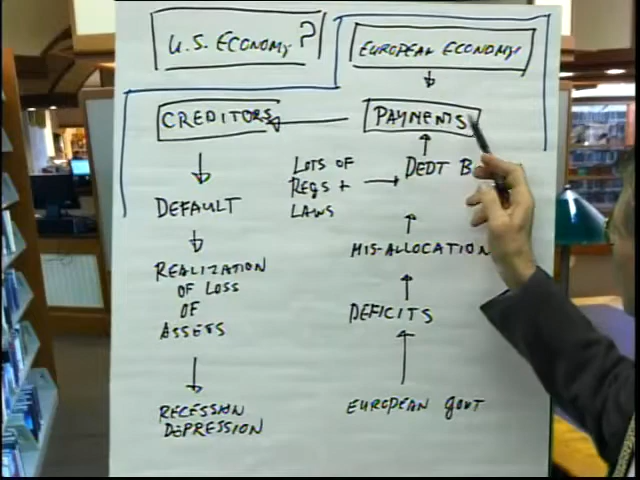 U.S. ECONOMY?
EUROPEAN ECONOMY
CREDITORS
PAYMENTS
LOTS OF
REGS +
LAWS
DEDT B
DEFAULT
MIS-ALLOCATION
REALIZATION
OF LOSS
OF
ASSETS
DEFICITS
RECESSION
DEPRESSION
EUROPEAN GOVT